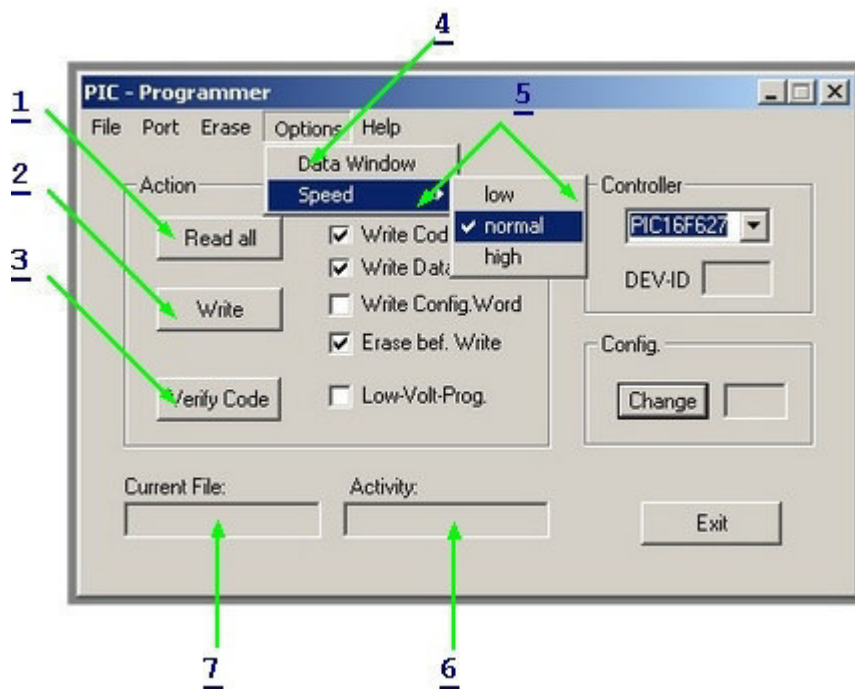 4
PIC - Programmer
5
1
File Port Erase Options Help
Data Window
2
Action
Speed
low
Controller
Read all
Write Cod
normal
PIC16F627
3
Write Data
high
DEV-ID
Write
Write Config.Word
Erase bef. Write
Config.
Verify Code
Low-Volt-Prog.
Change
Current File:
Activity:
Exit
7
6